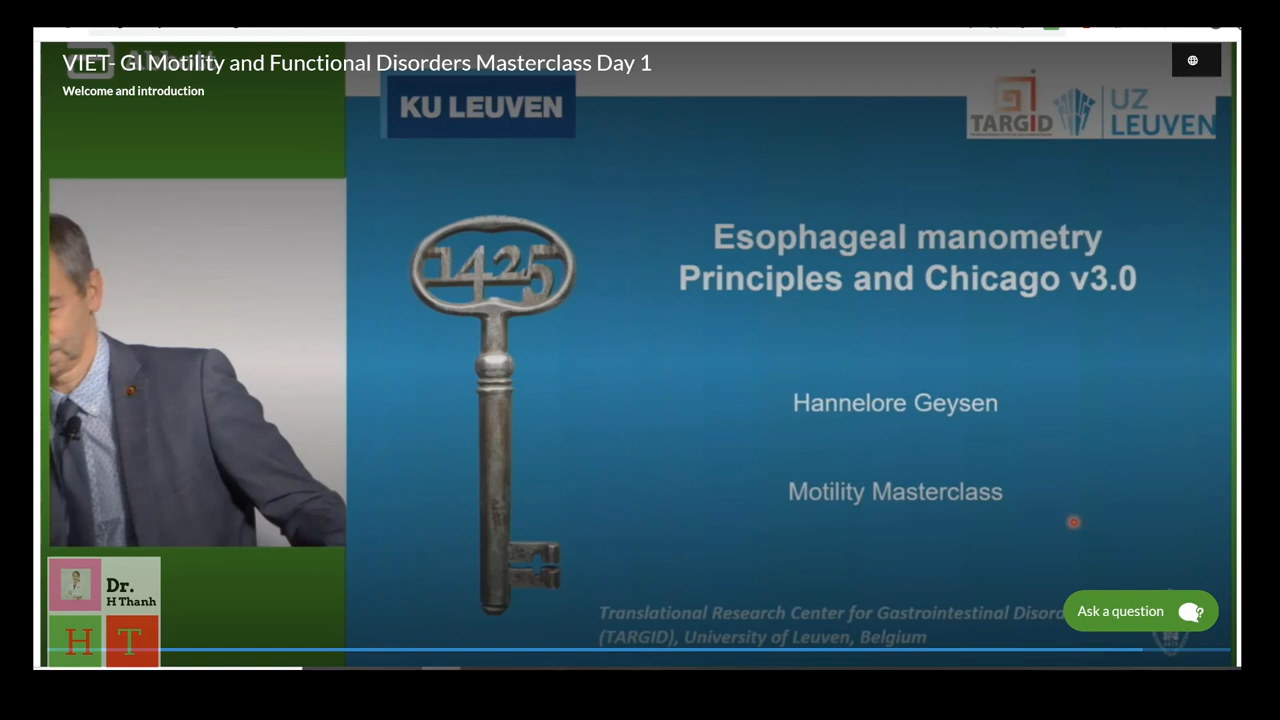 VIET- GI Motility and Functional Disorders Masterclass Day 1
Welcome and introduction
KU LEUVEN
TARGID
UZ
LEUVEN
1425
Esophageal manometry
Principles and Chicago v3.0
Hannelore Geysen
Motility Masterclass
Translational Research Center for Gastrointestinal Disord
(TARGID), University of Leuven, Belgium
Ask a question
Dr.
H Thanh
H T